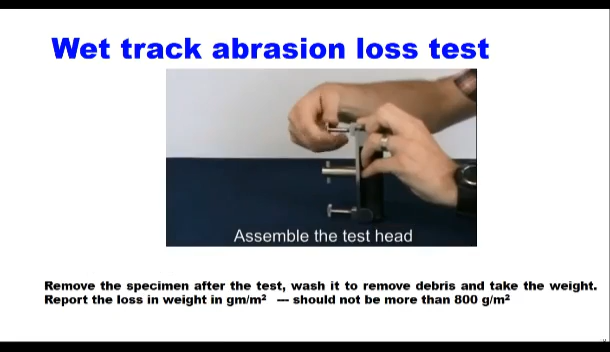 Wet track abrasion loss test
Assemble the test head
Remove the specimen after the test, wash it to remove debris and take the weight.
Report the loss in weight in gm/m² --- should not be more than 800 g/m²